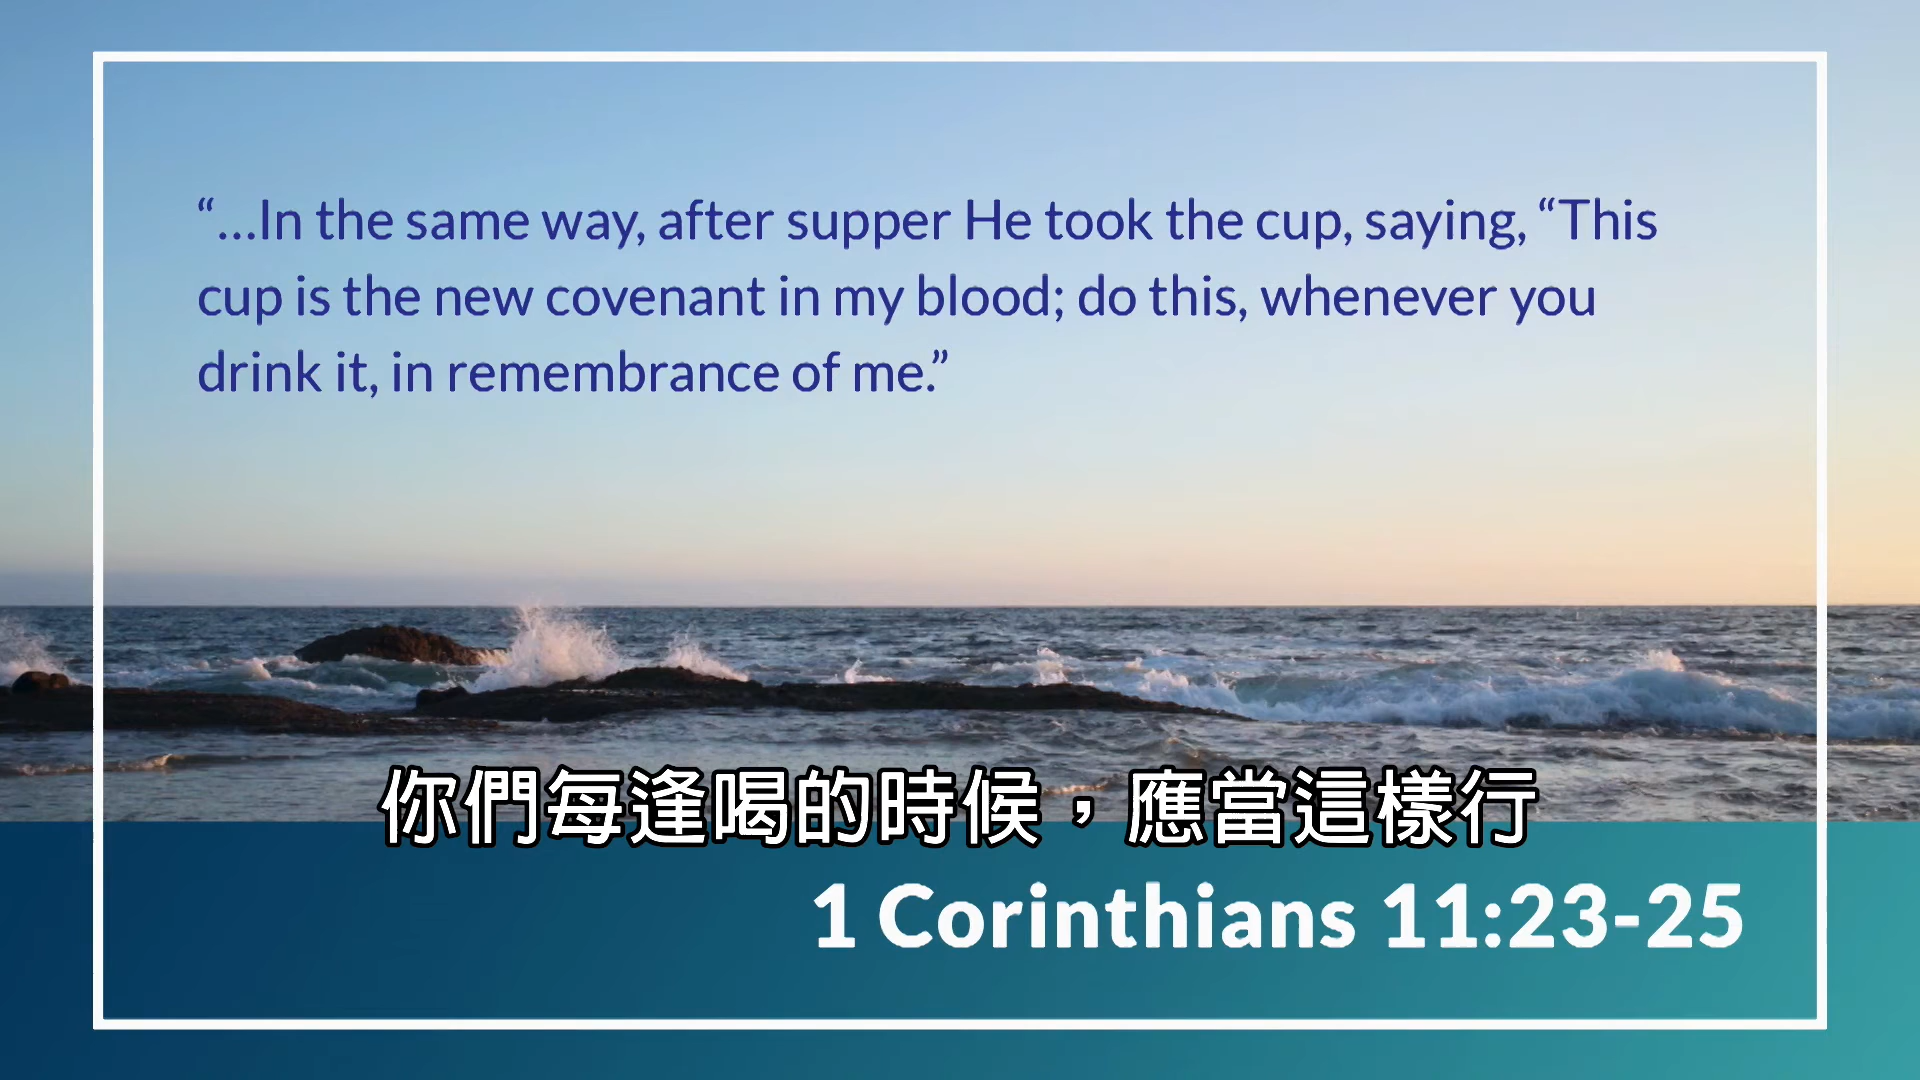 “…In the same way, after supper He took the cup, saying, “This
cup is the new covenant in my blood; do this, whenever you
drink it, in remembrance of me.”
你們每逢喝的時候，應當這樣行
1 Corinthians 11:23-25